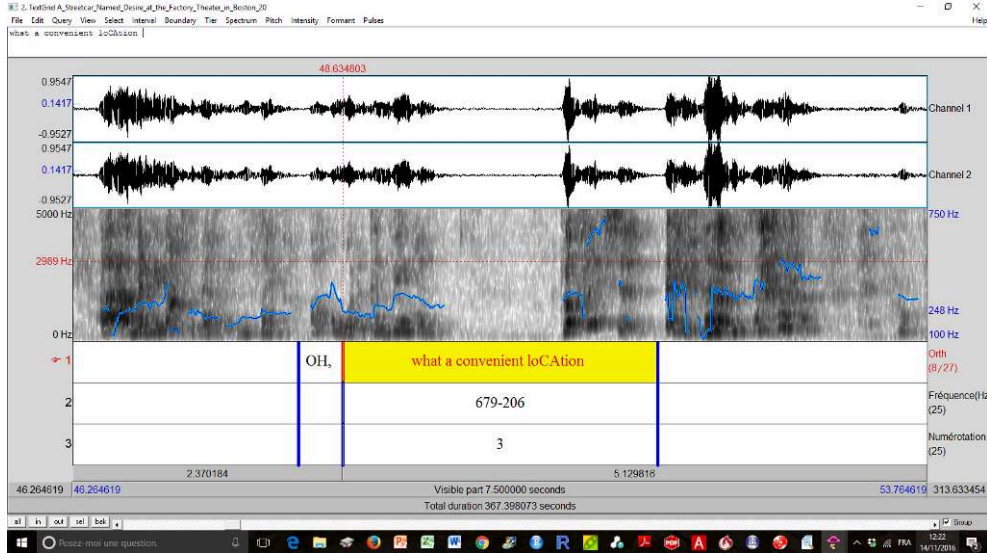 2. TextGrid A_Streetcar_Named_Desire_at_the_Factory_Theater_in_Boston_20
File Edit Query View Select Interval Boundary Tier Spectrum Pitch Intensity Formant Pulses Help
what a convenient loCAtion
48.634803
0.9547
0.1417
-0.9527
Channel 1
0.9547
0.1417
-0.9527
Channel 2
5000 Hz 750 Hz
2989 Hz
248 Hz
0 Hz 100 Hz
1 OH, what a convenient loCAtion Orth
(8/27)
2 679-206 Fréquence(Hz
(25)
3 3 Numérotation
(25)
2.370184 5.129816
46.264619 46.264619 Visible part 7.500000 seconds 53.764619 313.633454
Total duration 367.398073 seconds
all in out sel bak Group
Posez-moi une question. FRA 12:22
14/11/2016